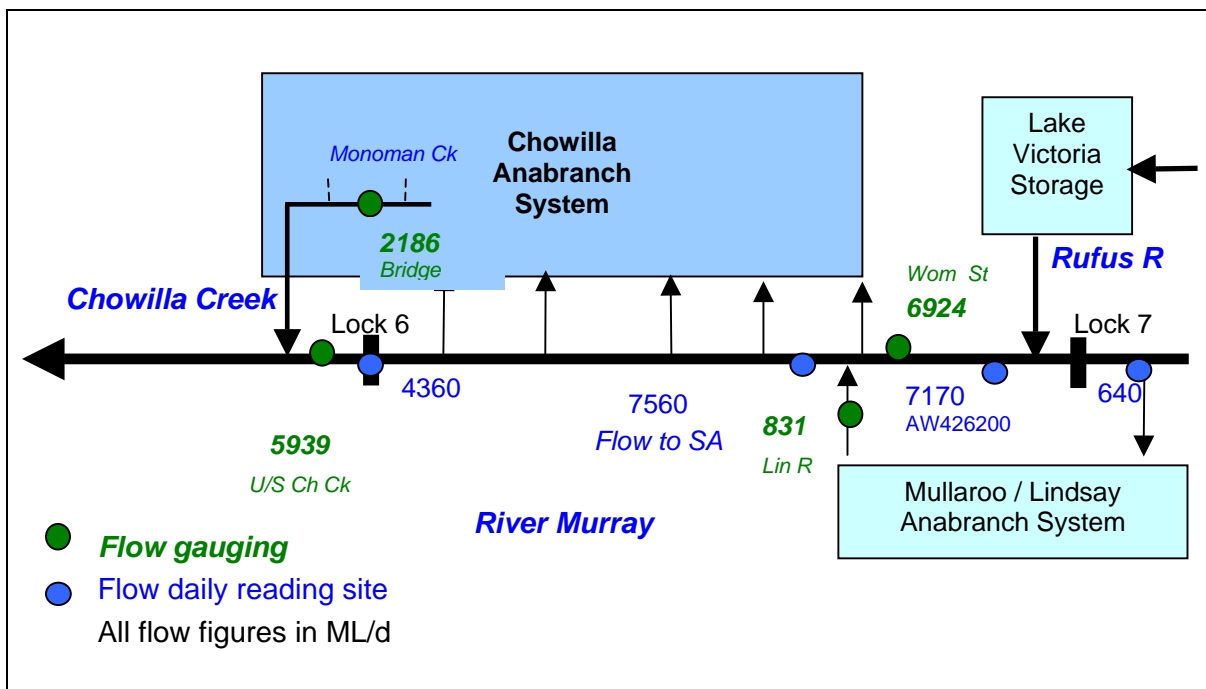 Chowilla
Anabranch
System
Monoman Ck
2186
Bridge
Lake
Victoria
Storage
Rufus R
Wom St
6924
Chowilla Creek
Lock 6
Lock 7
4360
7560
Flow to SA
831
Lin R
7170
AW426200
640
5939
U/S Ch Ck
River Murray
Mullaroo / Lindsay
Anabranch System
Flow gauging
Flow daily reading site
All flow figures in ML/d